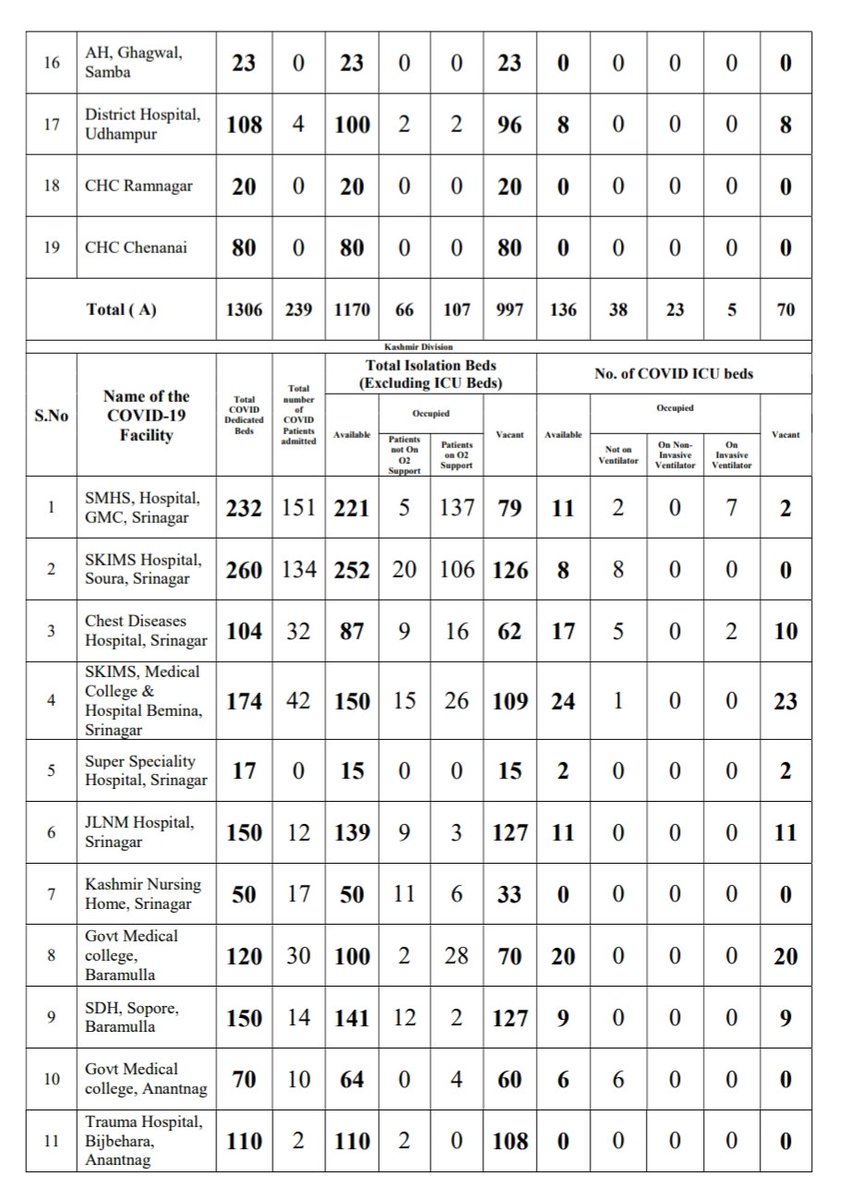 16 AH, Ghagwal, Samba 23 0 23 0 0 23 0 0 0 0 0
17 District Hospital, Udhampur 108 4 100 2 2 96 8 0 0 0 8
18 CHC Ramnagar 20 0 20 0 0 20 0 0 0 0 0
19 CHC Chenanai 80 0 80 0 0 80 0 0 0 0 0
Total ( A) 1306 239 1170 66 107 997 136 38 23 5 70
Kashmir Division
S.No
Name of the COVID-19 Facility
Total COVID Dedicated Beds
Total number of COVID Patients admitted
Total Isolation Beds (Excluding ICU Beds)
No. of COVID ICU beds
Available
Occupied
Patients not On O2 Support
Patients on O2 Support
Vacant
Available
Occupied
Not on Ventilator
On Non-Invasive Ventilator
On Invasive Ventilator
Vacant
1 SMHS, Hospital, GMC, Srinagar 232 151 221 5 137 79 11 2 0 7 2
2 SKIMS Hospital, Soura, Srinagar 260 134 252 20 106 126 8 8 0 0 0
3 Chest Diseases Hospital, Srinagar 104 32 87 9 16 62 17 5 0 2 10
4 SKIMS, Medical College & Hospital Bemina, Srinagar 174 42 150 15 26 109 24 1 0 0 23
5 Super Speciality Hospital, Srinagar 17 0 15 0 0 15 2 0 0 0 2
6 JLNM Hospital, Srinagar 150 12 139 9 3 127 11 0 0 0 11
7 Kashmir Nursing Home, Srinagar 50 17 50 11 6 33 0 0 0 0 0
8 Govt Medical college, Baramulla 120 30 100 2 28 70 20 0 0 0 20
9 SDH, Sopore, Baramulla 150 14 141 12 2 127 9 0 0 0 9
10 Govt Medical college, Anantnag 70 10 64 0 4 60 6 6 0 0 0
11 Trauma Hospital, Bijbehara, Anantnag 110 2 110 2 0 108 0 0 0 0 0